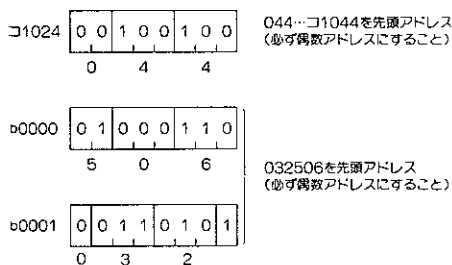 コ1024 0 0 1 0 0 1 0 0 044…コ1044を先頭アドレス
(必ず偶数アドレスにすること)
0 4 4
b0000 0 1 0 0 0 1 1 0
5 0 6
032506を先頭アドレス
(必ず偶数アドレスにすること)
b0001 0 0 1 1 0 1 0 1
0 3 2